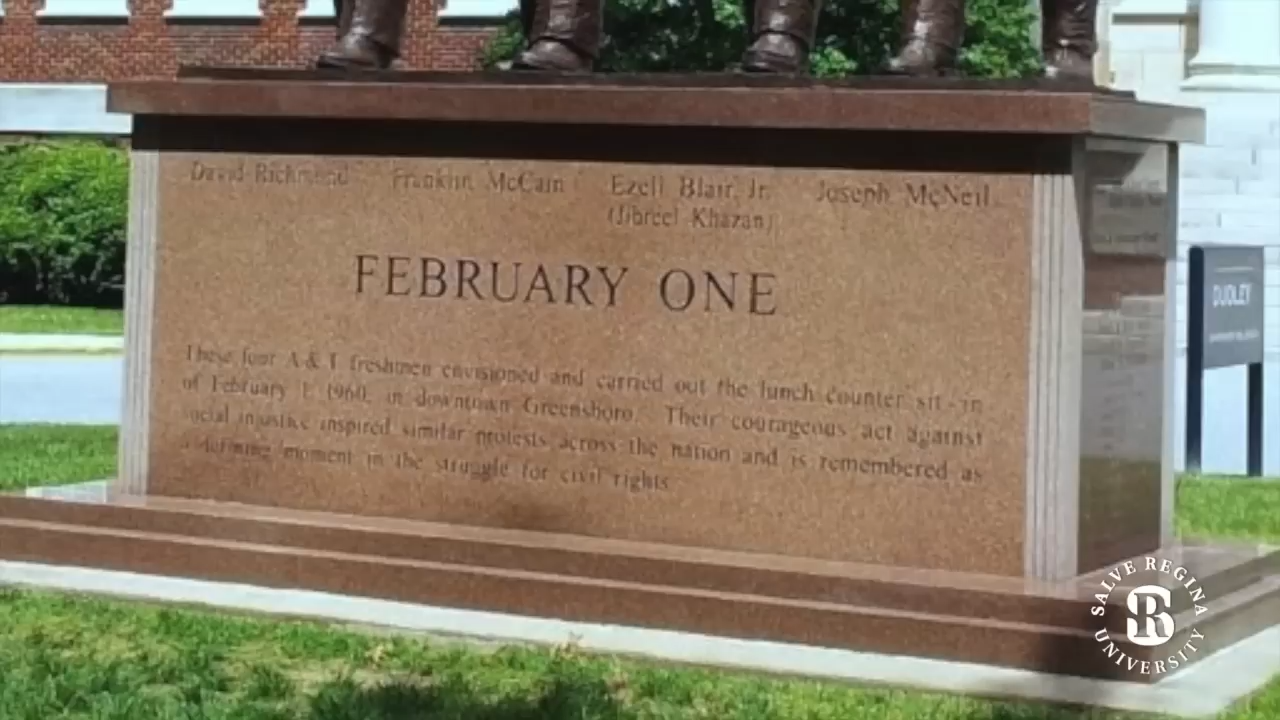 David Richmond Franklin McCain Ezell Blair, Jr. Joseph McNeil
(Jibreel Khazan)
FEBRUARY ONE
These four A & T freshmen envisioned and carried out the lunch counter sit-in
of February 1, 1960, in downtown Greensboro. Their courageous act against
social injustice inspired similar protests across the nation and is remembered as
a defining moment in the struggle for civil rights.
DUDLEY
SALVE REGINA
UNIVERSITY
SR